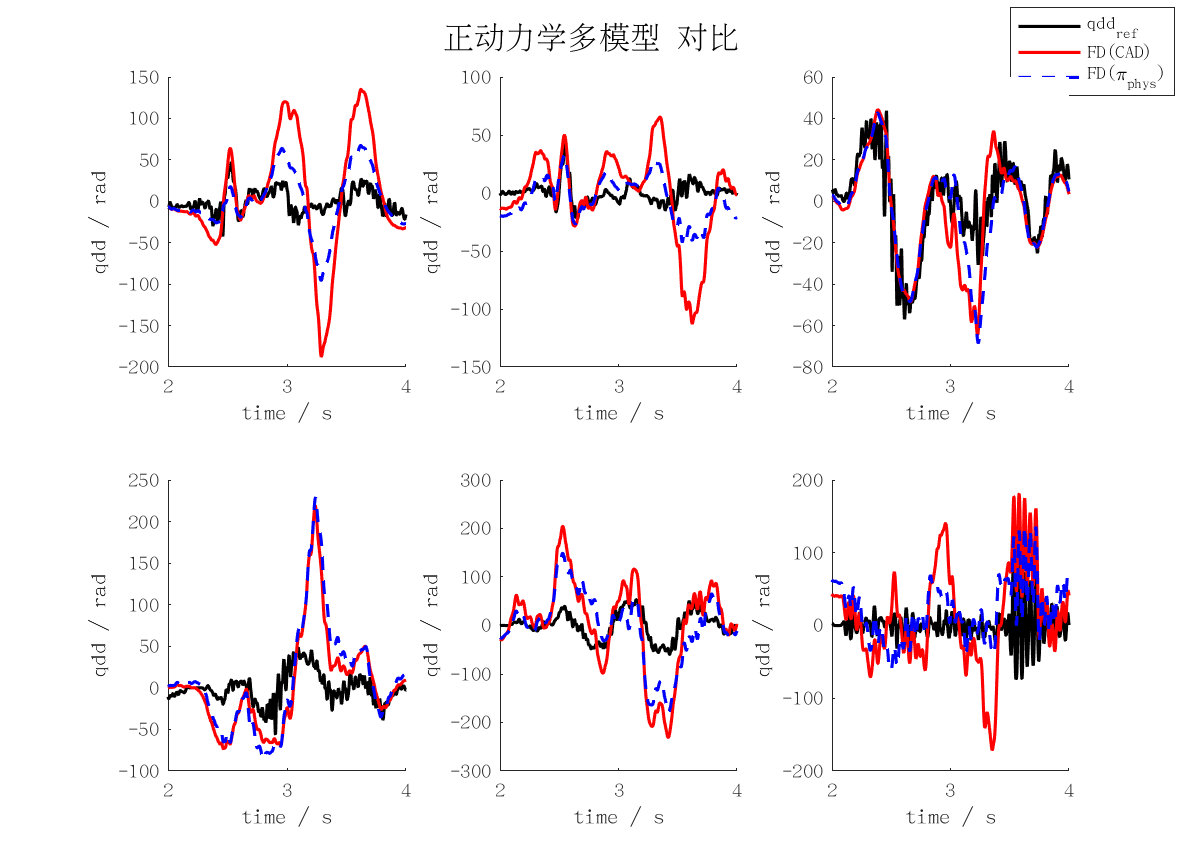 正动力学多模型 对比
qdd_ref
FD(CAD)
FD(π_phys)
150
100
50
0
-50
-100
-150
-200
qdd / rad
2 3 4
time / s
100
50
0
-50
-100
-150
qdd / rad
2 3 4
time / s
60
40
20
0
-20
-40
-60
-80
qdd / rad
2 3 4
time / s
250
200
150
100
50
0
-50
-100
qdd / rad
2 3 4
time / s
300
200
100
0
-100
-200
-300
qdd / rad
2 3 4
time / s
200
100
0
-100
-200
qdd / rad
2 3 4
time / s